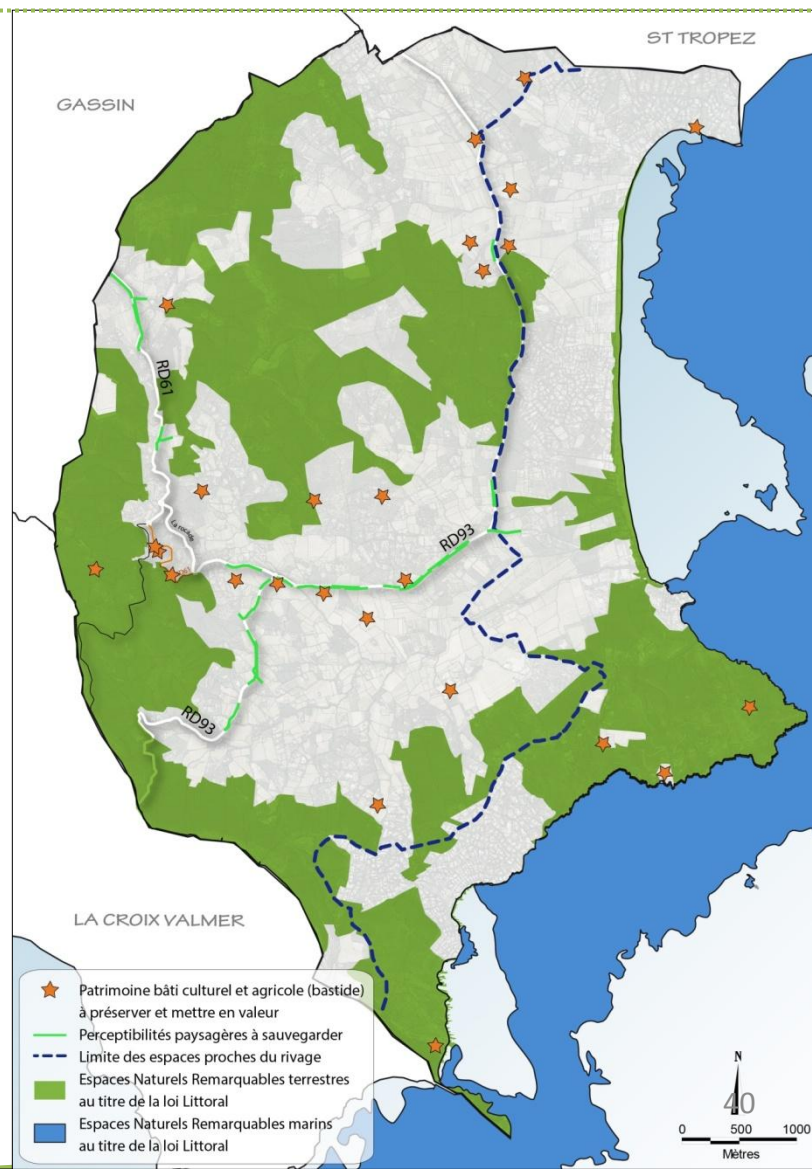 ST TROPEZ
GASSIN
RD61
La rocade
RD93
RD93
LA CROIX VALMER
Patrimoine bâti culturel et agricole (bastide)
à préserver et mettre en valeur
Perceptibilités paysagères à sauvegarder
Limite des espaces proches du rivage
Espaces Naturels Remarquables terrestres
au titre de la loi Littoral
Espaces Naturels Remarquables marins
au titre de la loi Littoral
N
40
0 500 1000
Mètres